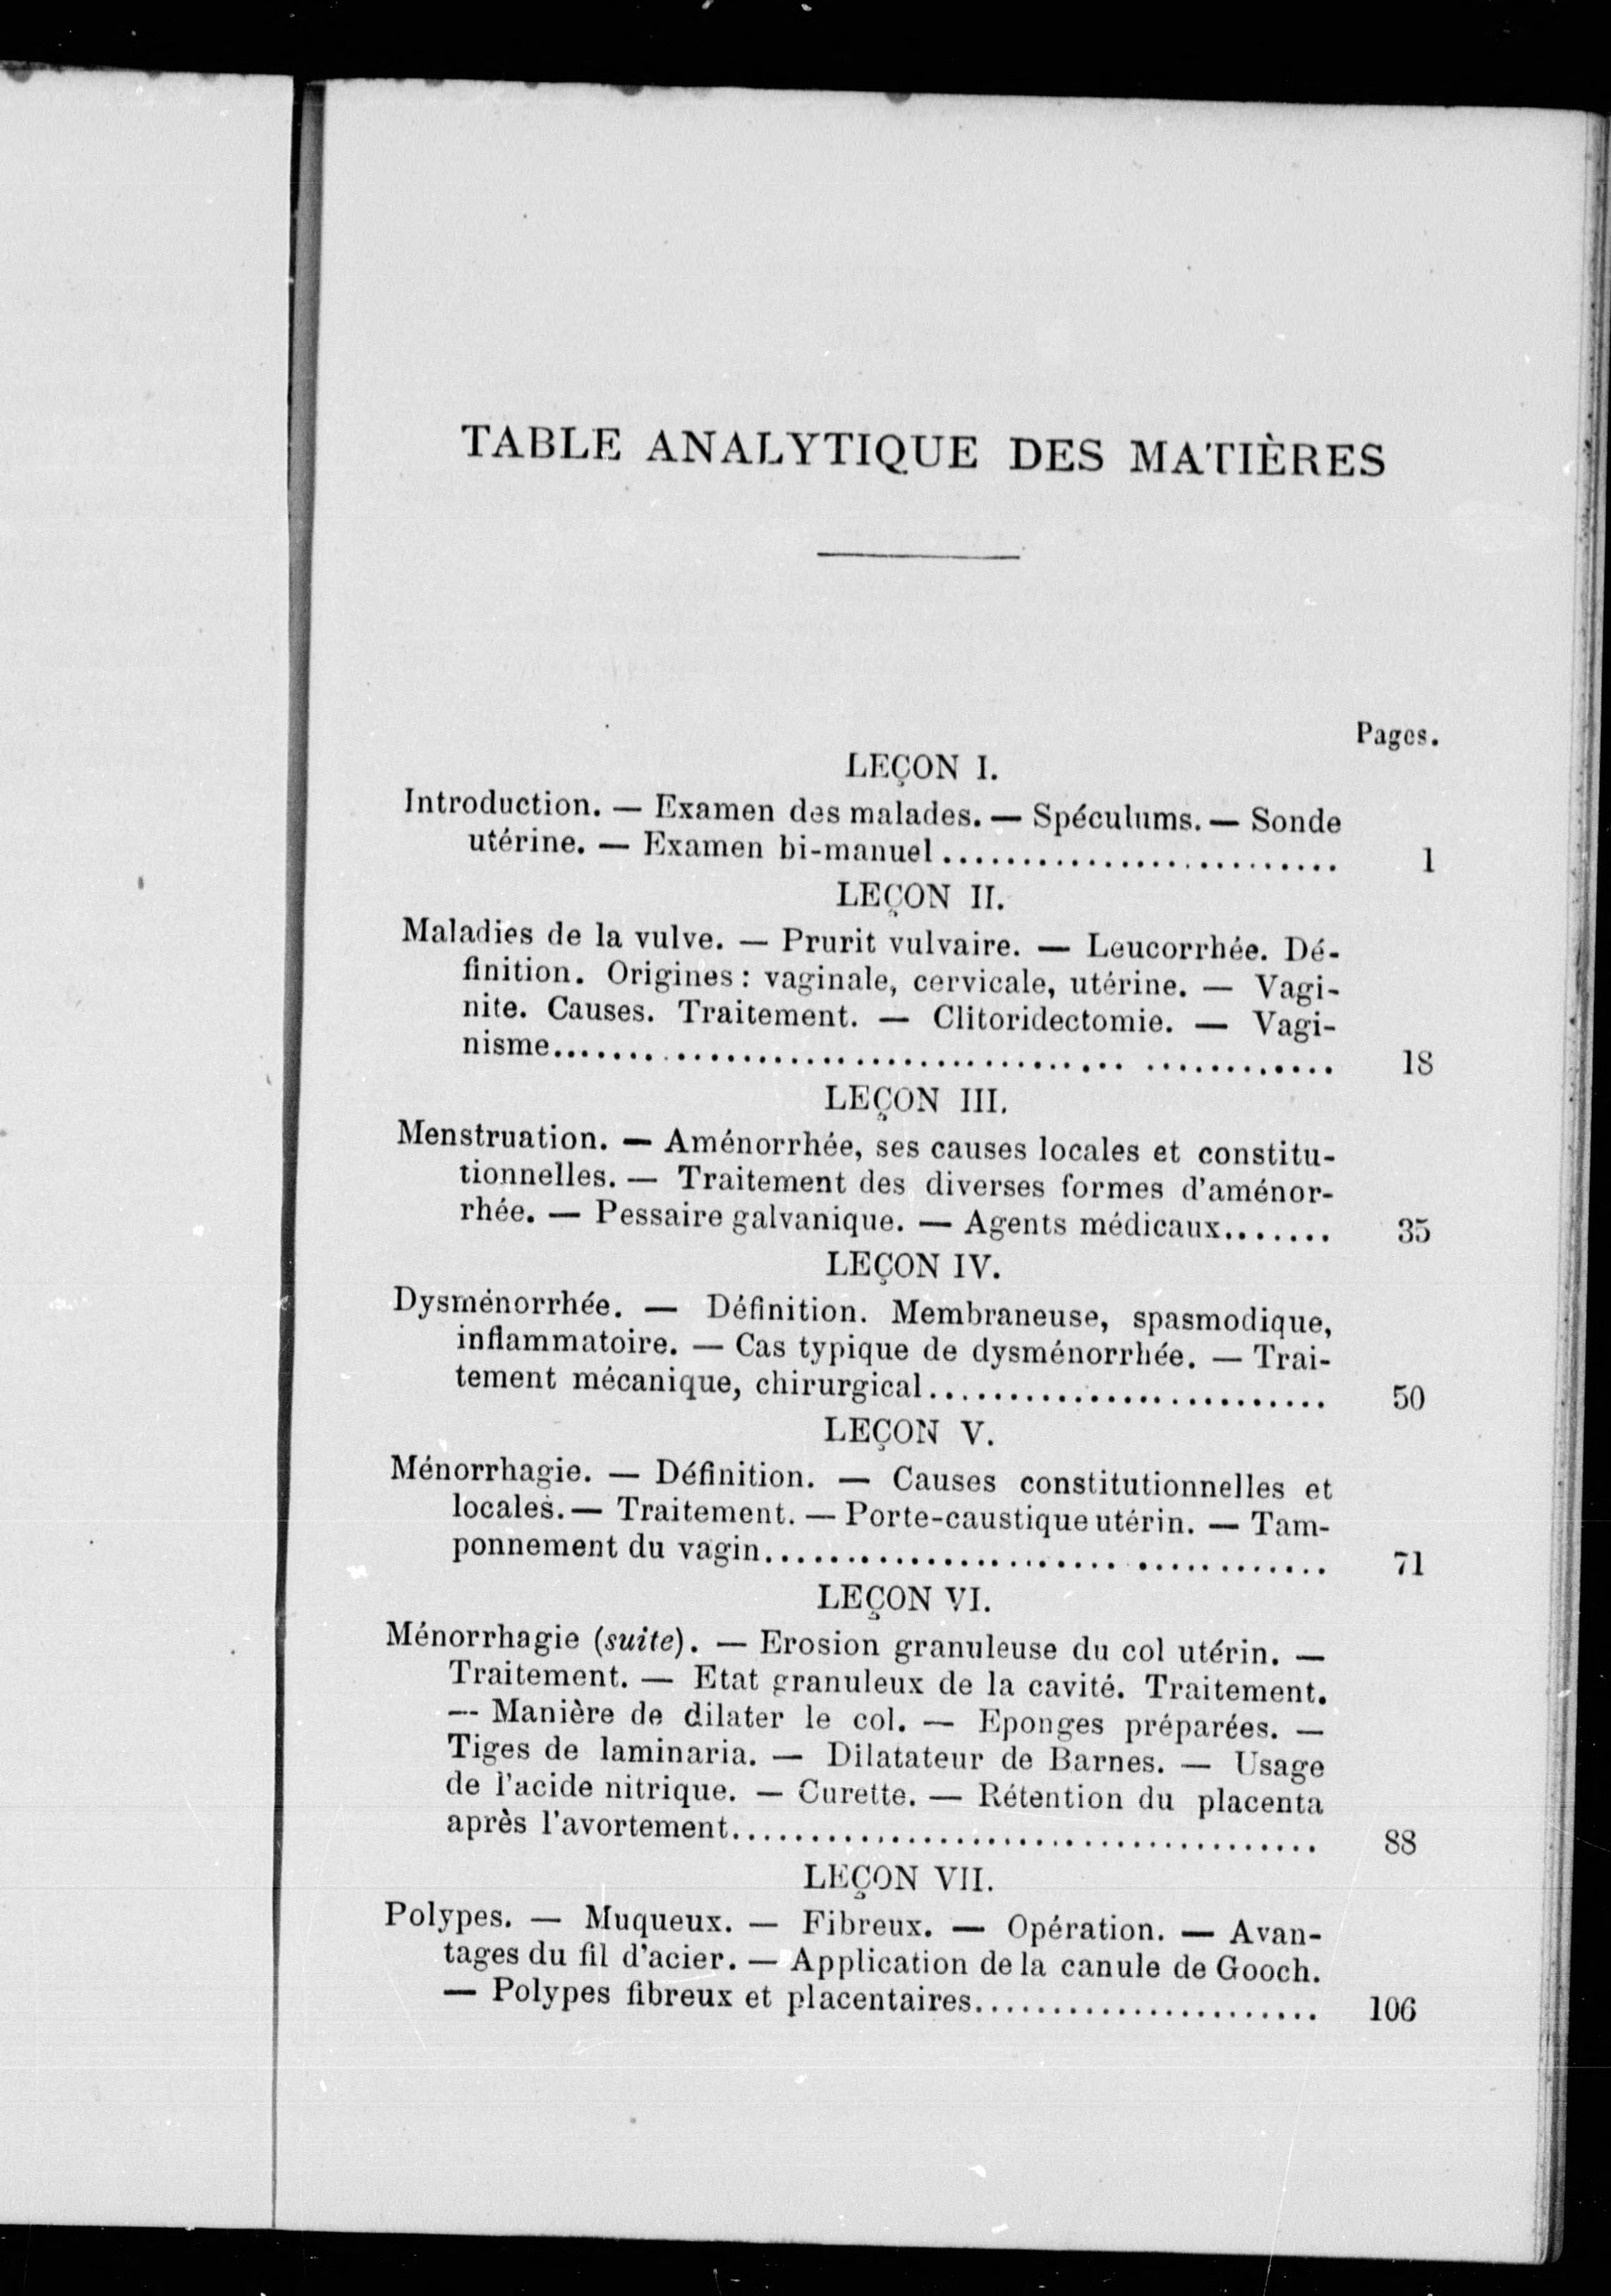 TABLE ANALYTIQUE DES MATIÈRES
Pages.
LEÇON I.
Introduction. — Examen des malades. — Spéculums. — Sonde
utérine. — Examen bi-manuel.......................... 1
LEÇON II.
Maladies de la vulve. — Prurit vulvaire. — Leucorrhée. Dé-
finition. Origines : vaginale, cervicale, utérine. — Vagi-
nite. Causes. Traitement. — Clitoridectomie. — Vagi-
nisme................................................ 18
LEÇON III.
Menstruation. — Aménorrhée, ses causes locales et constitu-
tionnelles. — Traitement des diverses formes d'aménor-
rhée. — Pessaire galvanique. — Agents médicaux....... 35
LEÇON IV.
Dysménorrhée. — Définition. Membraneuse, spasmodique,
inflammatoire. — Cas typique de dysménorrhée. — Trai-
tement mécanique, chirurgical......................... 50
LEÇON V.
Ménorrhagie. — Définition. — Causes constitutionnelles et
locales. — Traitement. — Porte-caustique utérin. — Tam-
ponnement du vagin.................................... 71
LEÇON VI.
Ménorrhagie (suite). — Erosion granuleuse du col utérin. —
Traitement. — Etat granuleux de la cavité. Traitement.
— Manière de dilater le col. — Eponges préparées. —
Tiges de laminaria. — Dilatateur de Barnes. — Usage
de l'acide nitrique. — Curette. — Rétention du placenta
après l'avortement..................................... 88
LEÇON VII.
Polypes. — Muqueux. — Fibreux. — Opération. — Avan-
tages du fil d'acier. — Application de la canule de Gooch.
— Polypes fibreux et placentaires...................... 106